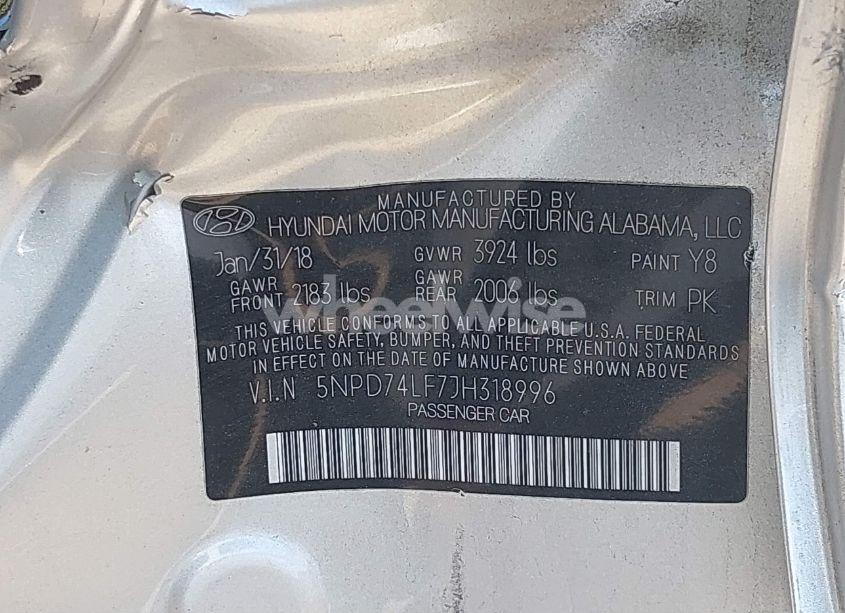 MANUFACTURED BY
HYUNDAI MOTOR MANUFACTURING ALABAMA, LLC
Jan/31/18 GVWR 3924 lbs PAINT Y8
GAWR FRONT 2183 lbs GAWR REAR 2006 lbs TRIM PK
wheelwise
THIS VEHICLE CONFORMS TO ALL APPLICABLE U.S.A. FEDERAL
MOTOR VEHICLE SAFETY, BUMPER, AND THEFT PREVENTION STANDARDS
IN EFFECT ON THE DATE OF MANUFACTURE SHOWN ABOVE
V.I.N 5NPD74LF7JH318996
PASSENGER CAR